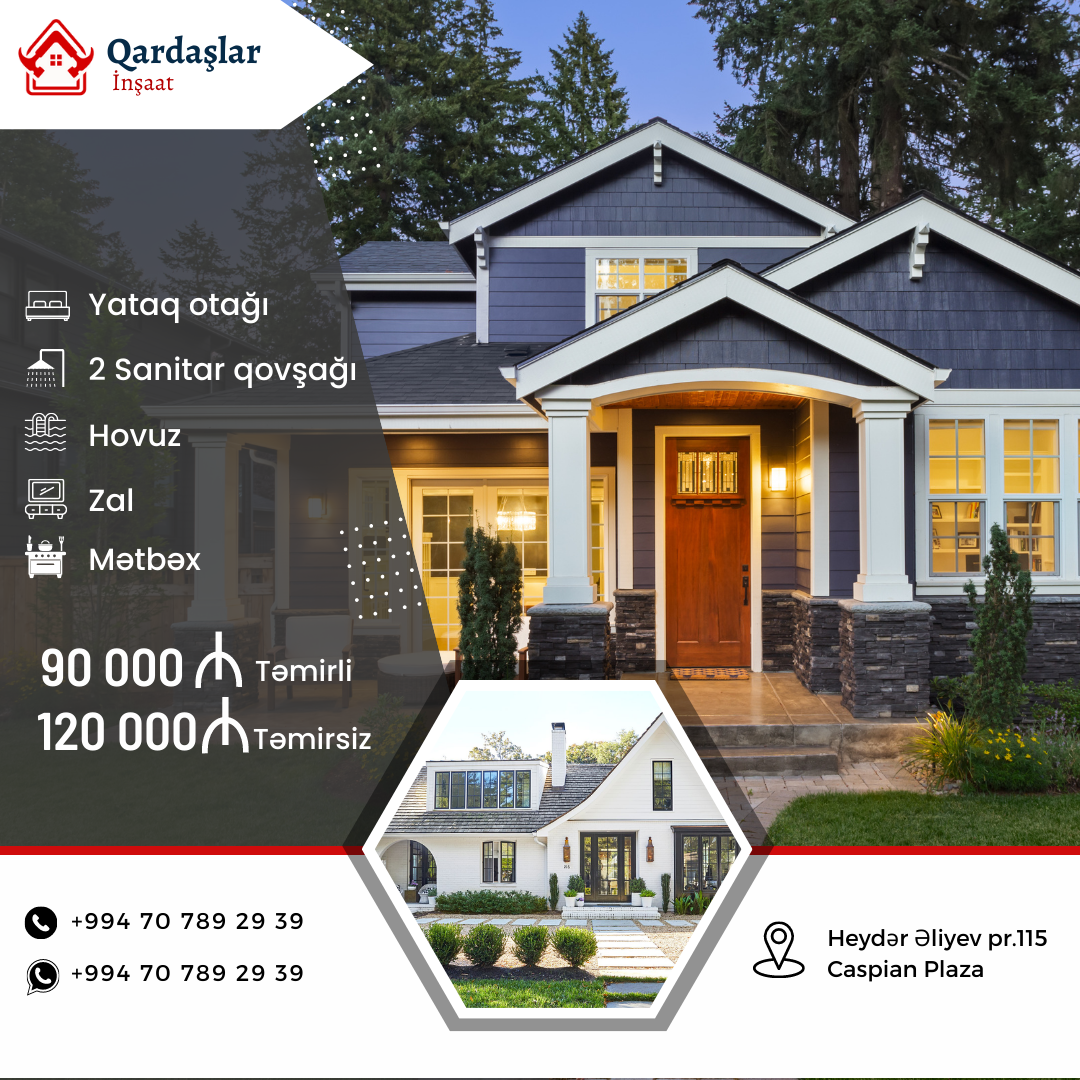 Qardaşlar
İnşaat
Yataq otağı
2 Sanitar qovşağı
Hovuz
Zal
Mətbəx
90 000 ₼ Təmirli
120 000 ₼ Təmirsiz
+994 70 789 29 39
+994 70 789 29 39
Heydər Əliyev pr.115
Caspian Plaza